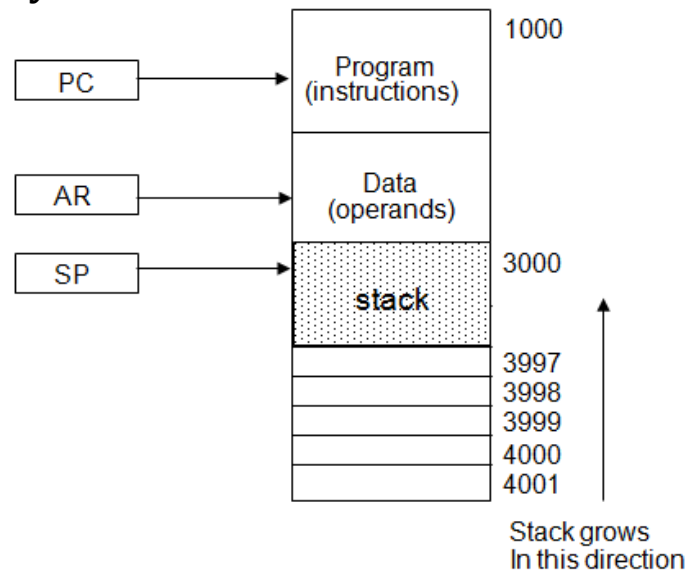 1000
Program
(instructions)
PC
Data
(operands)
AR
3000
SP
stack
3997
3998
3999
4000
4001
Stack grows
In this direction